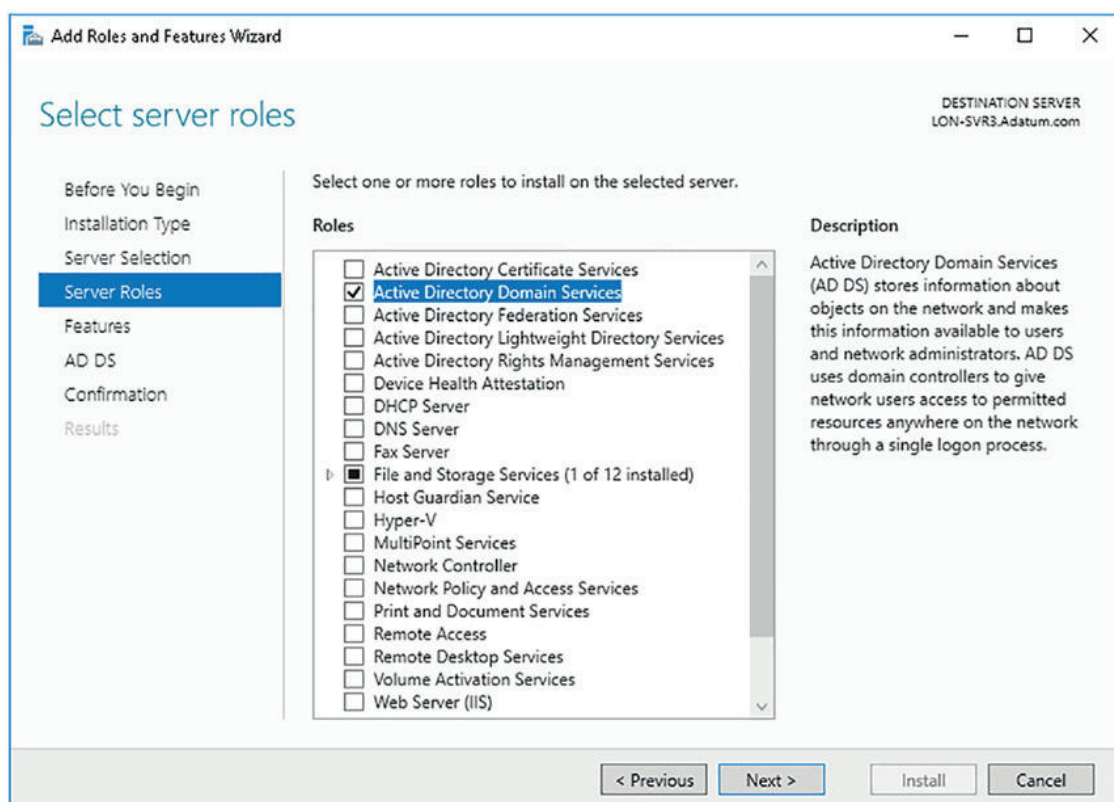 Add Roles and Features Wizard
Select server roles
DESTINATION SERVER
LON-SVR3.Adatum.com
Before You Begin
Installation Type
Server Selection
Server Roles
Features
AD DS
Confirmation
Results
Select one or more roles to install on the selected server.
Roles
Active Directory Certificate Services
Active Directory Domain Services
Active Directory Federation Services
Active Directory Lightweight Directory Services
Active Directory Rights Management Services
Device Health Attestation
DHCP Server
DNS Server
Fax Server
File and Storage Services (1 of 12 installed)
Host Guardian Service
Hyper-V
MultiPoint Services
Network Controller
Network Policy and Access Services
Print and Document Services
Remote Access
Remote Desktop Services
Volume Activation Services
Web Server (IIS)
Description
Active Directory Domain Services
(AD DS) stores information about
objects on the network and makes
this information available to users
and network administrators. AD DS
uses domain controllers to give
network users access to permitted
resources anywhere on the network
through a single logon process.
< Previous
Next >
Install
Cancel